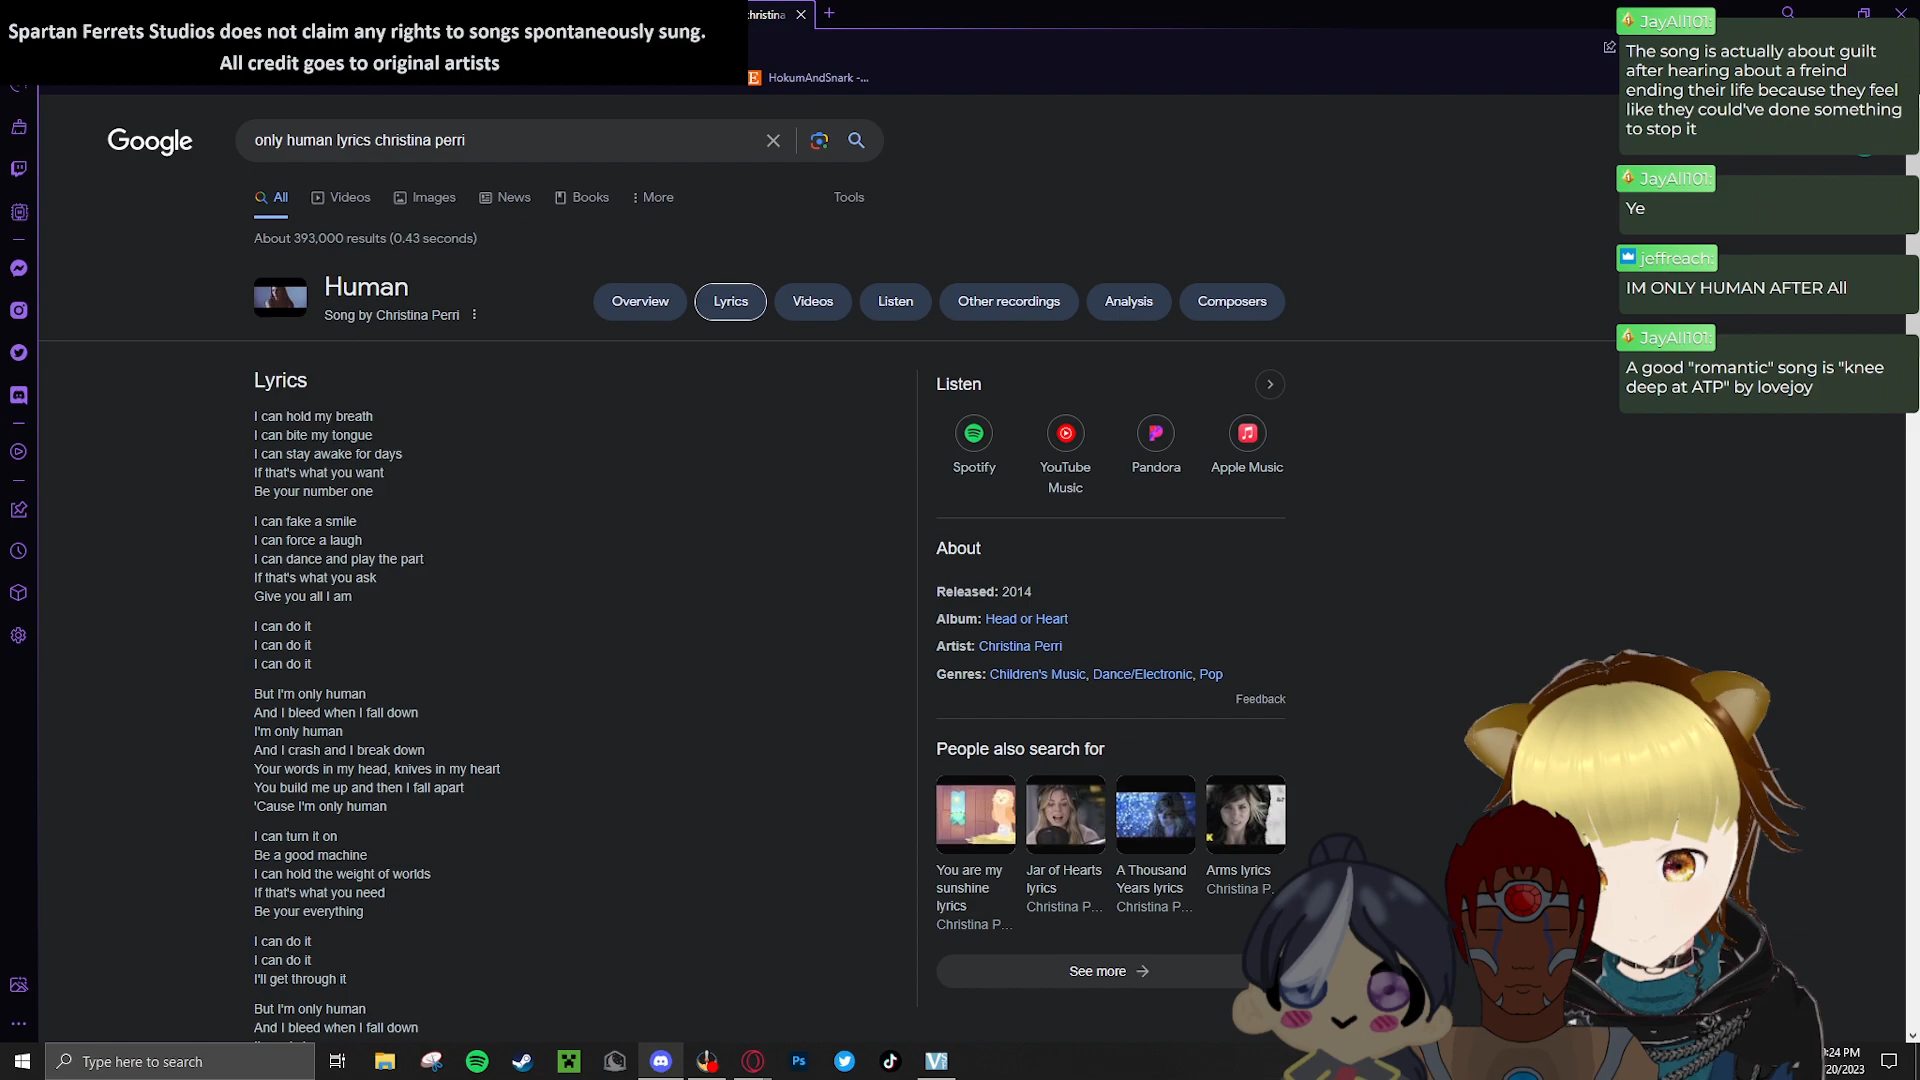 Spartan Ferrets Studios does not claim any rights to songs spontaneously sung.
All credit goes to original artists
christina
HokumAndSnark -...
Google
only human lyrics christina perri
All
Videos
Images
News
Books
More
Tools
About 393,000 results (0.43 seconds)
Human
Song by Christina Perri
Overview
Lyrics
Videos
Listen
Other recordings
Analysis
Composers
Lyrics
I can hold my breath
I can bite my tongue
I can stay awake for days
If that's what you want
Be your number one
I can fake a smile
I can force a laugh
I can dance and play the part
If that's what you ask
Give you all I am
I can do it
I can do it
I can do it
But I'm only human
And I bleed when I fall down
I'm only human
And I crash and I break down
Your words in my head, knives in my heart
You build me up and then I fall apart
'Cause I'm only human
I can turn it on
Be a good machine
I can hold the weight of worlds
If that's what you need
Be your everything
I can do it
I can do it
I'll get through it
But I'm only human
And I bleed when I fall down
Listen
Spotify
YouTube
Music
Pandora
Apple Music
About
Released: 2014
Album: Head or Heart
Artist: Christina Perri
Genres: Children's Music, Dance/Electronic, Pop
Feedback
People also search for
You are my
sunshine
lyrics
Christina P...
Jar of Hearts
lyrics
Christina P...
A Thousand
Years lyrics
Christina P...
Arms lyrics
Christina P.
See more
JayAll101:
The song is actually about guilt
after hearing about a freind
ending their life because they feel
like they could've done something
to stop it
JayAll101:
Ye
jeffreach:
IM ONLY HUMAN AFTER All
JayAll101:
A good "romantic" song is "knee
deep at ATP" by lovejoy
Type here to search
Ps
:24 PM
/20/2023